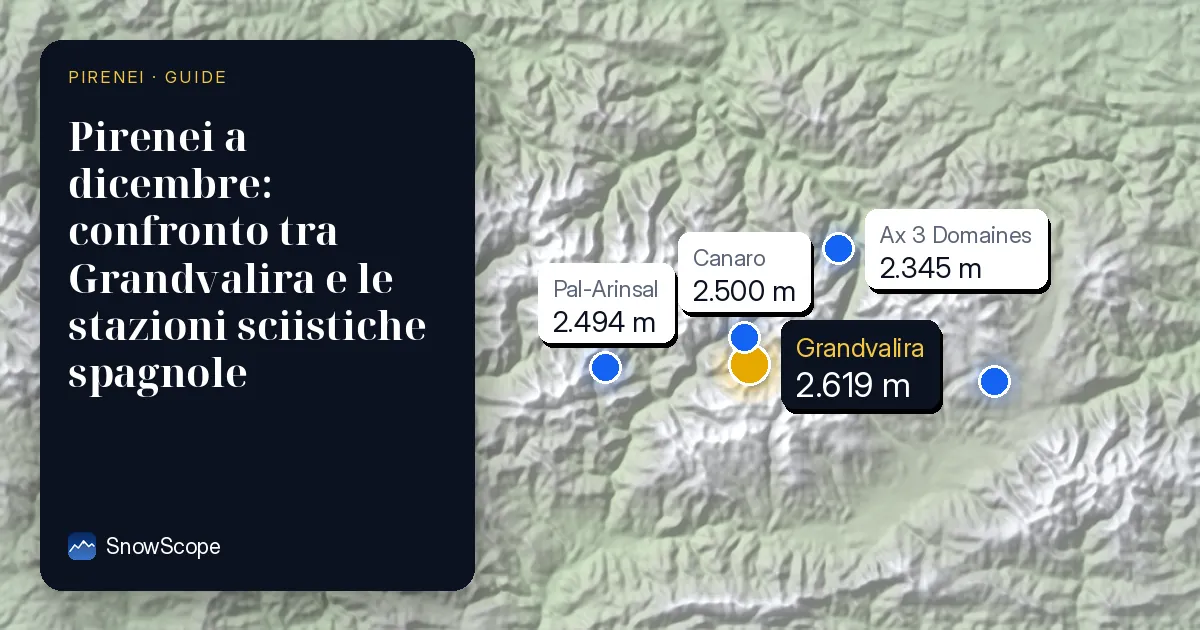 PIRENEI · GUIDE
Pirenei a
dicembre:
confronto tra
Grandvalira e le
stazioni sciistiche
spagnole
SnowScope
Pal-Arinsal
2.494 m
Canaro
2.500 m
Ax 3 Domaines
2.345 m
Grandvalira
2.619 m